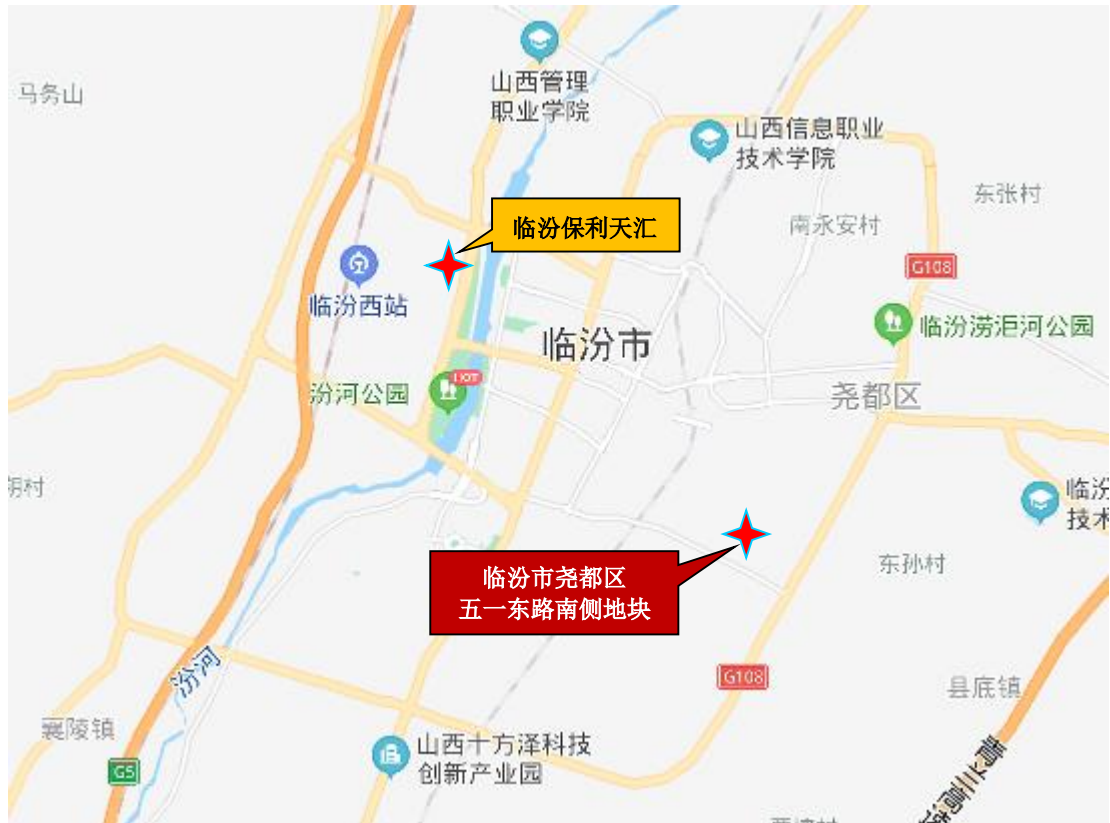 马务山
山西管理
职业学院
山西信息职业
技术学院
东张村
南永安村
临汾保利天汇
G108
临汾西站
临汾市
临汾涝洰河公园
HOT
汾河公园
尧都区
临汾
技术
东孙村
临汾市尧都区
五一东路南侧地块
汾河
G108
县底镇
襄陵镇
山西十方泽科技
创新产业园
G5